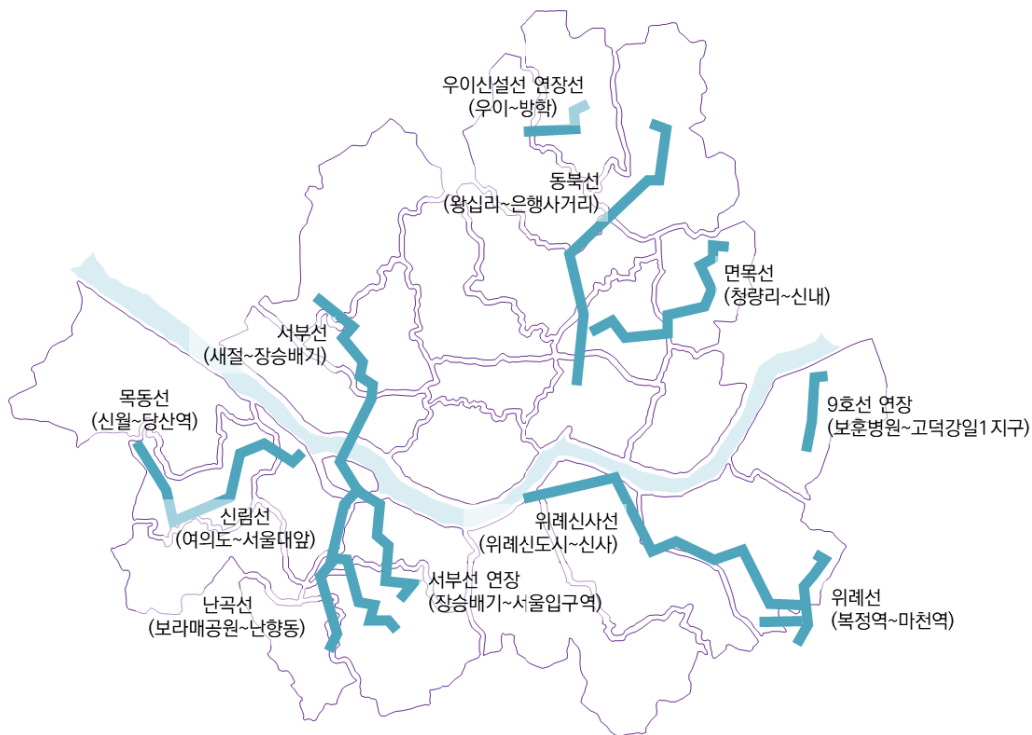 우이신설선 연장선
(우이~방학)
동북선
(왕십리~은행사거리)
면목선
(청량리~신내)
서부선
(새절~장승배기)
목동선
(신월~당산역)
9호선 연장
(보훈병원~고덕강일1지구)
신림선
(여의도~서울대앞)
위례신사선
(위례신도시~신사)
서부선 연장
(장승배기~서울입구역)
난곡선
(보라매공원~난향동)
위례선
(복정역~마천역)